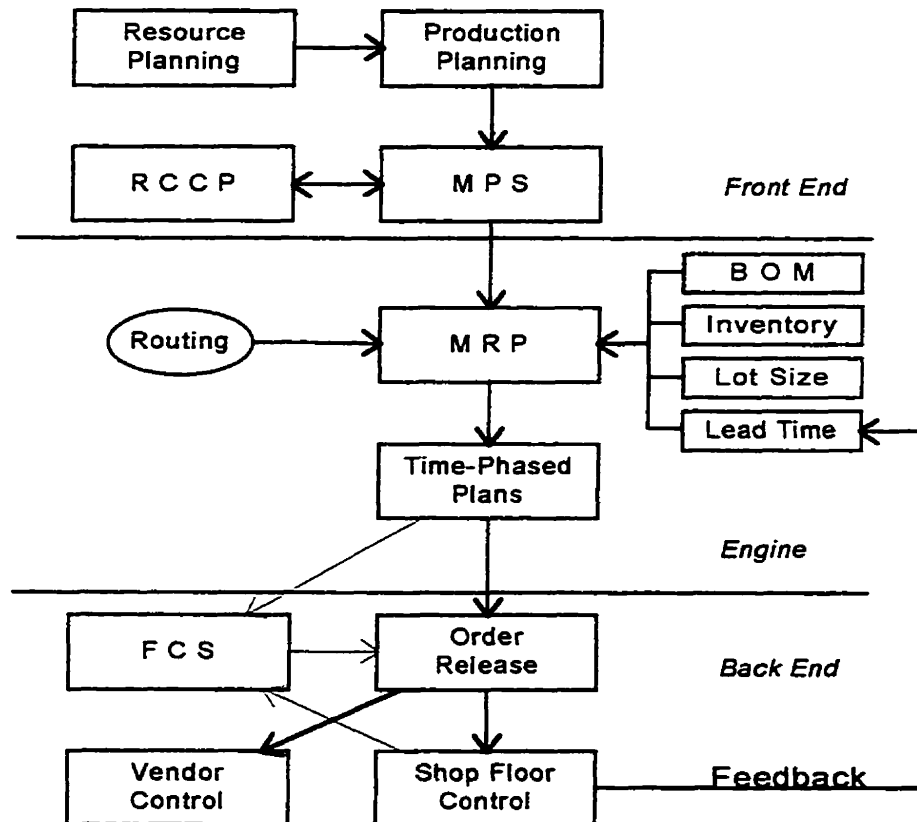 Resource
Planning
Production
Planning
R C C P
M P S
Front End
B O M
Inventory
Lot Size
Lead Time
Routing
M R P
Time-Phased
Plans
Engine
F C S
Order
Release
Back End
Vendor
Control
Shop Floor
Control
Feedback